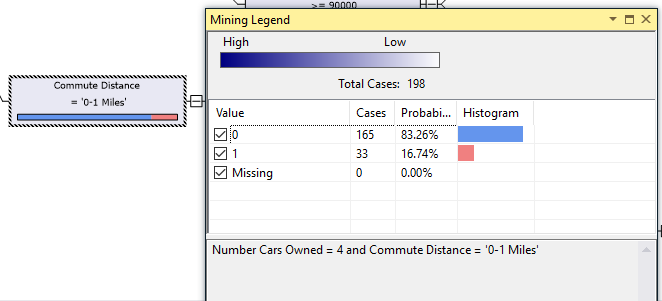 >= 90000
Mining Legend
High Low
Total Cases: 198
Commute Distance
= '0-1 Miles'
Value Cases Probabi... Histogram
0 165 83.26%
1 33 16.74%
Missing 0 0.00%
Number Cars Owned = 4 and Commute Distance = '0-1 Miles'